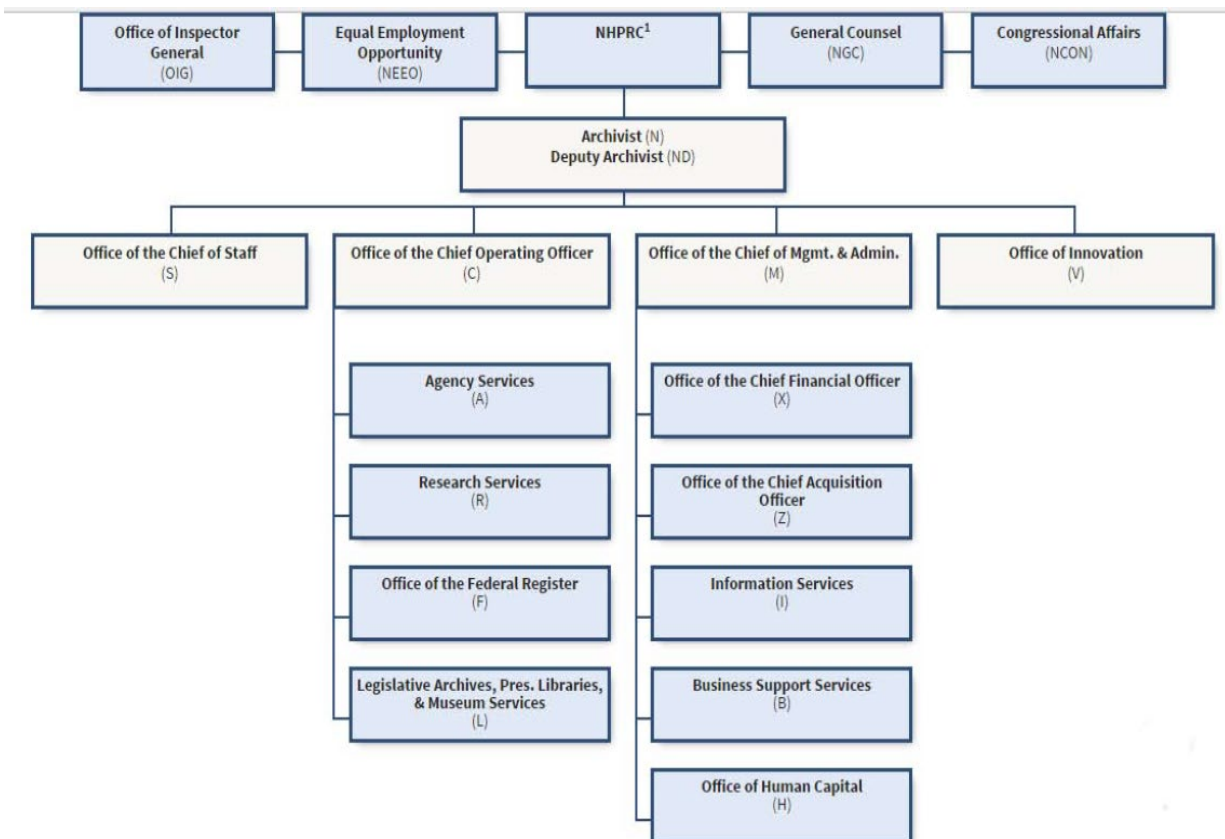 Office of Inspector
General
(OIG)
Equal Employment
Opportunity
(NEEO)
NHPRC¹
General Counsel
(NGC)
Congressional Affairs
(NCON)
Archivist (N)
Deputy Archivist (ND)
Office of the Chief of Staff
(S)
Office of the Chief Operating Officer
(C)
Office of the Chief of Mgmt. & Admin.
(M)
Office of Innovation
(V)
Agency Services
(A)
Research Services
(R)
Office of the Federal Register
(F)
Legislative Archives, Pres. Libraries,
& Museum Services
(L)
Office of the Chief Financial Officer
(X)
Office of the Chief Acquisition
Officer
(Z)
Information Services
(I)
Business Support Services
(B)
Office of Human Capital
(H)